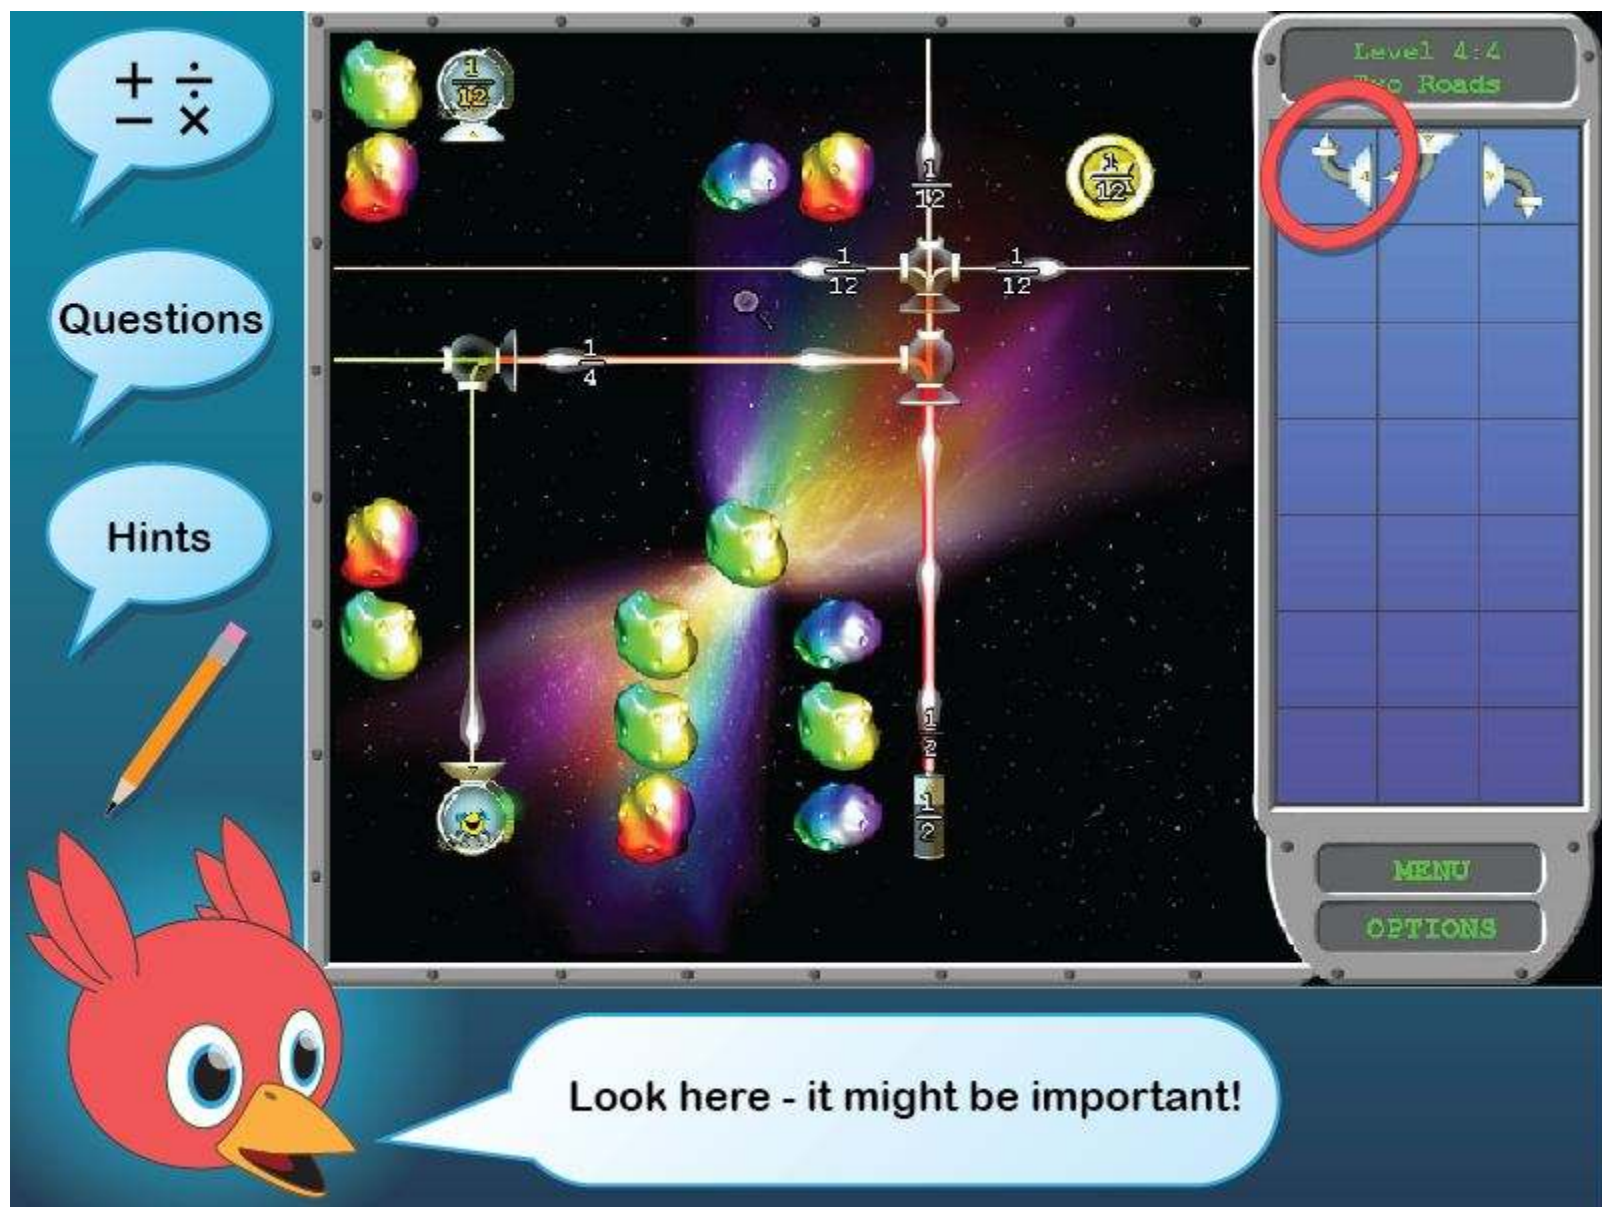 + ÷
− ×
Questions
Hints
1/12
1/12
1/12
1/12
1/12
1/4
1/2
1/2
Level 4:4
Two Roads
MENU
OPTIONS
Look here - it might be important!